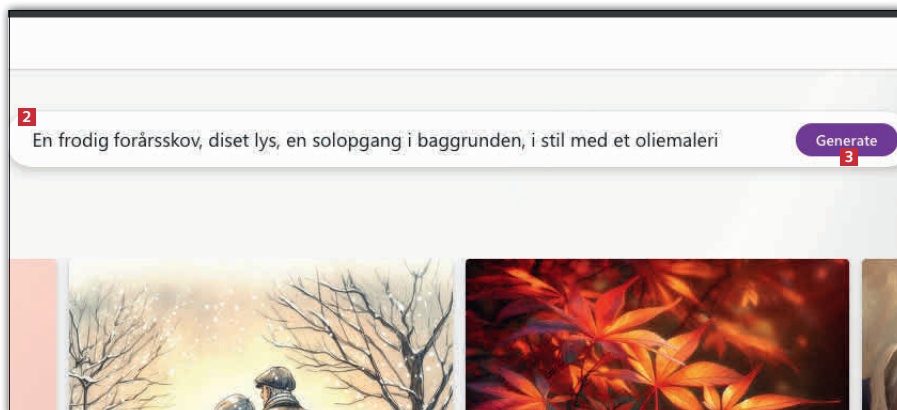 2
En frodig forårsskov, diset lys, en solopgang i baggrunden, i stil med et oliemaleri
Generate
3